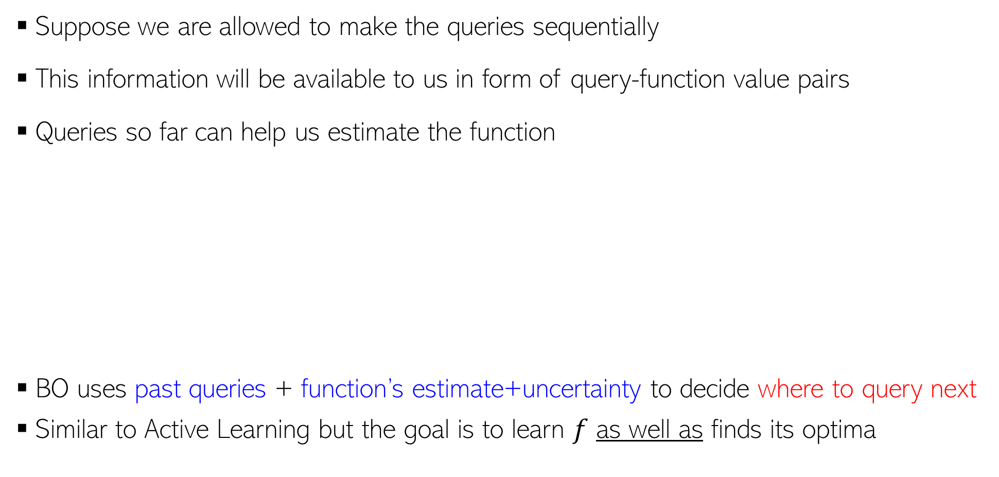 ▪ Suppose we are allowed to make the queries sequentially
▪ This information will be available to us in form of query-function value pairs
▪ Queries so far can help us estimate the function
▪ BO uses past queries + function’s estimate+uncertainty to decide where to query next
▪ Similar to Active Learning but the goal is to learn f as well as finds its optima